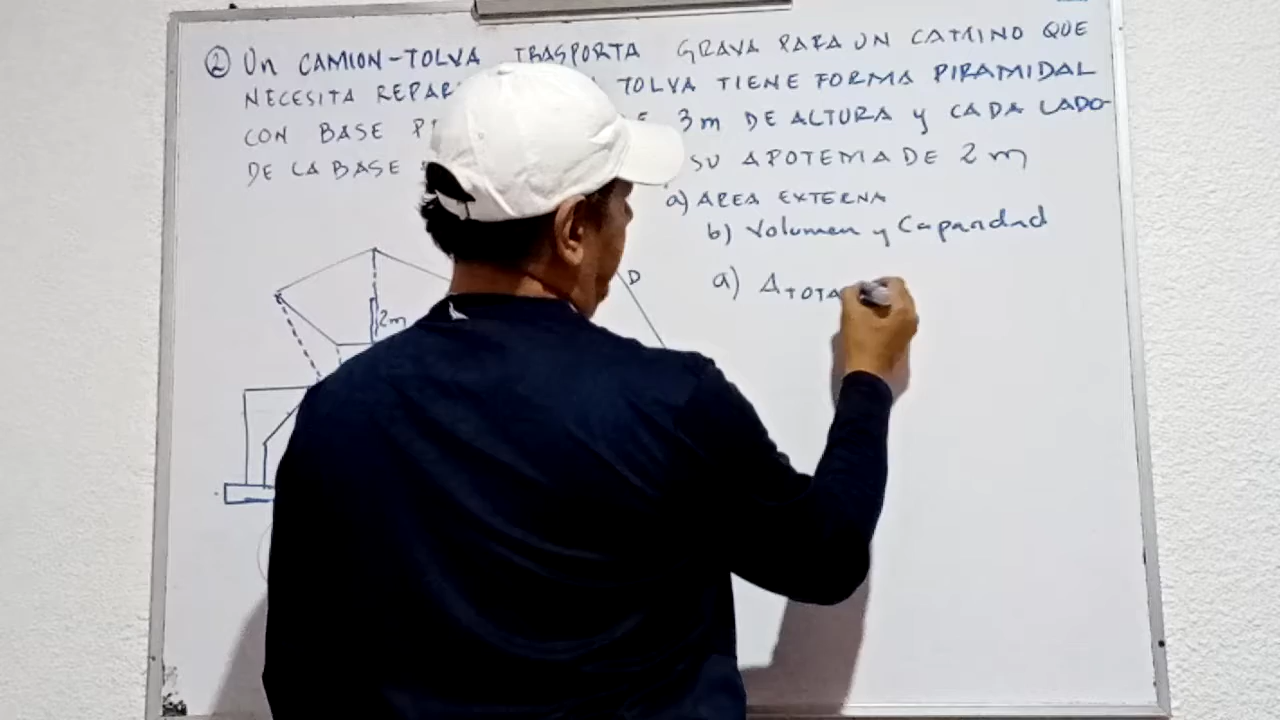 ② Un CAMION-TOLVA TRASPORTA GRAVA PARA UN CAMINO QUE
NECESITA REPAR TOLVA TIENE FORMA PIRAMIDAL
CON BASE 3m DE ALTURA y CADA LADO
DE LA BASE SU APOTEMA DE 2 m
a) AREA EXTERNA
b) Volumen y Capacidad
a) ATOTA
2m
D